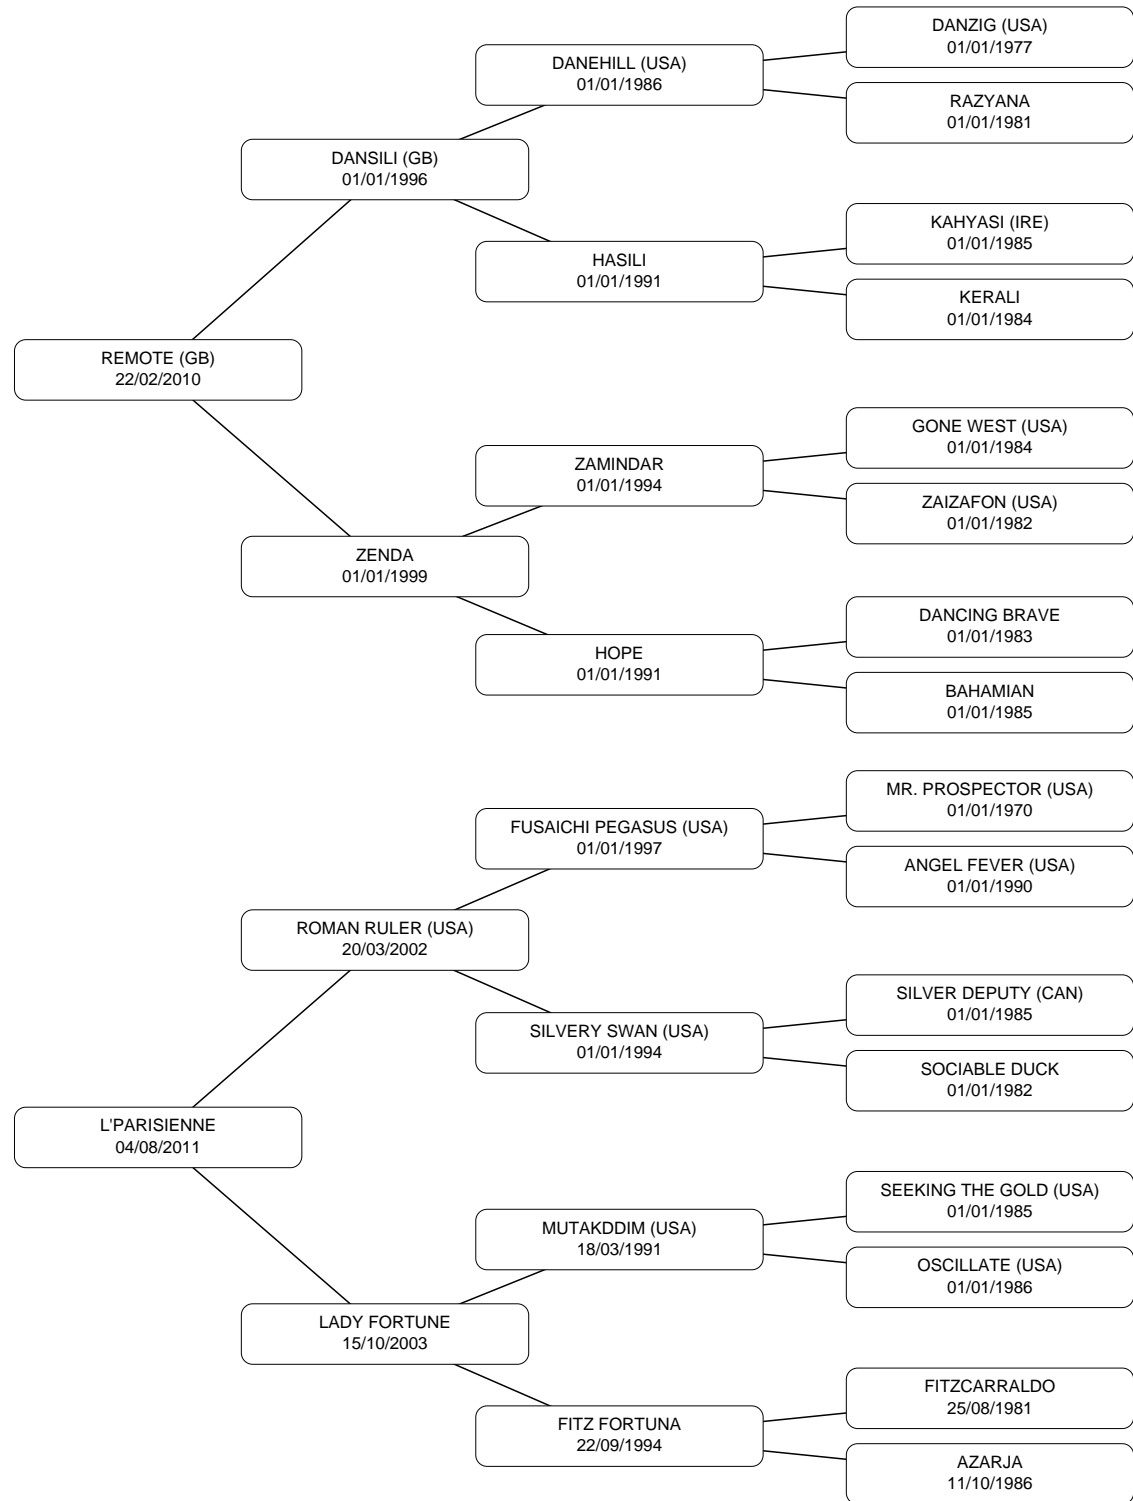 DANZIG (USA)
01/01/1977
DANEHILL (USA)
01/01/1986
RAZYANA
01/01/1981
DANSILI (GB)
01/01/1996
KAHYASI (IRE)
01/01/1985
HASILI
01/01/1991
KERALI
01/01/1984
REMOTE (GB)
22/02/2010
GONE WEST (USA)
01/01/1984
ZAMINDAR
01/01/1994
ZAIZAFON (USA)
01/01/1982
ZENDA
01/01/1999
DANCING BRAVE
01/01/1983
HOPE
01/01/1991
BAHAMIAN
01/01/1985
MR. PROSPECTOR (USA)
01/01/1970
FUSAICHI PEGASUS (USA)
01/01/1997
ANGEL FEVER (USA)
01/01/1990
ROMAN RULER (USA)
20/03/2002
SILVER DEPUTY (CAN)
01/01/1985
SILVERY SWAN (USA)
01/01/1994
SOCIABLE DUCK
01/01/1982
L'PARISIENNE
04/08/2011
SEEKING THE GOLD (USA)
01/01/1985
MUTAKDDIM (USA)
18/03/1991
OSCILLATE (USA)
01/01/1986
LADY FORTUNE
15/10/2003
FITZCARRALDO
25/08/1981
FITZ FORTUNA
22/09/1994
AZARJA
11/10/1986